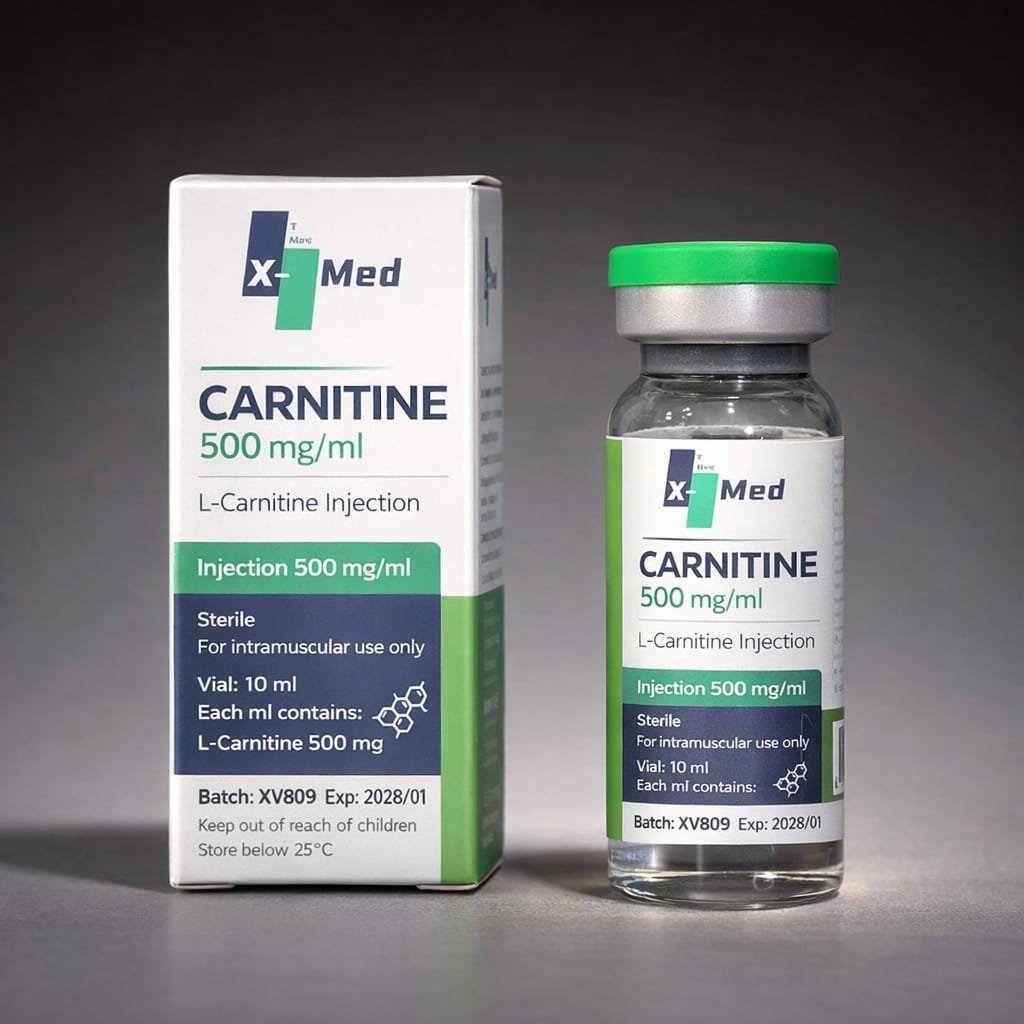 X-Med
CARNITINE
500 mg/ml
L-Carnitine Injection
Injection 500 mg/ml
Sterile
For intramuscular use only
Vial: 10 ml
Each ml contains:
L-Carnitine 500 mg
Batch: XV809 Exp: 2028/01
Keep out of reach of children
Store below 25°C
X-Med
CARNITINE
500 mg/ml
L-Carnitine Injection
Injection 500 mg/ml
Sterile
For intramuscular use only
Vial: 10 ml
Each ml contains:
Batch: XV809 Exp: 2028/01